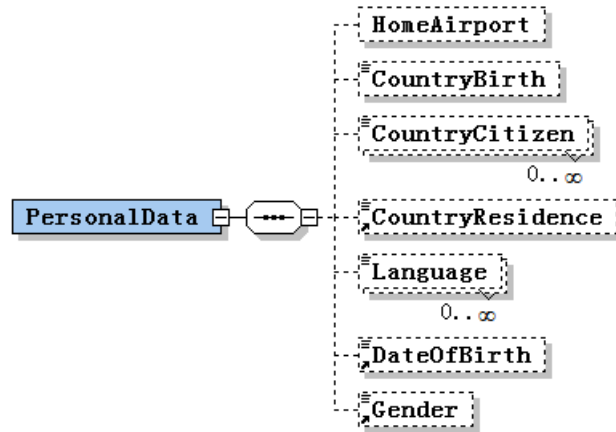 HomeAirport
CountryBirth
CountryCitizen
0..∞
PersonalData
CountryResidence
Language
0..∞
DateOfBirth
Gender